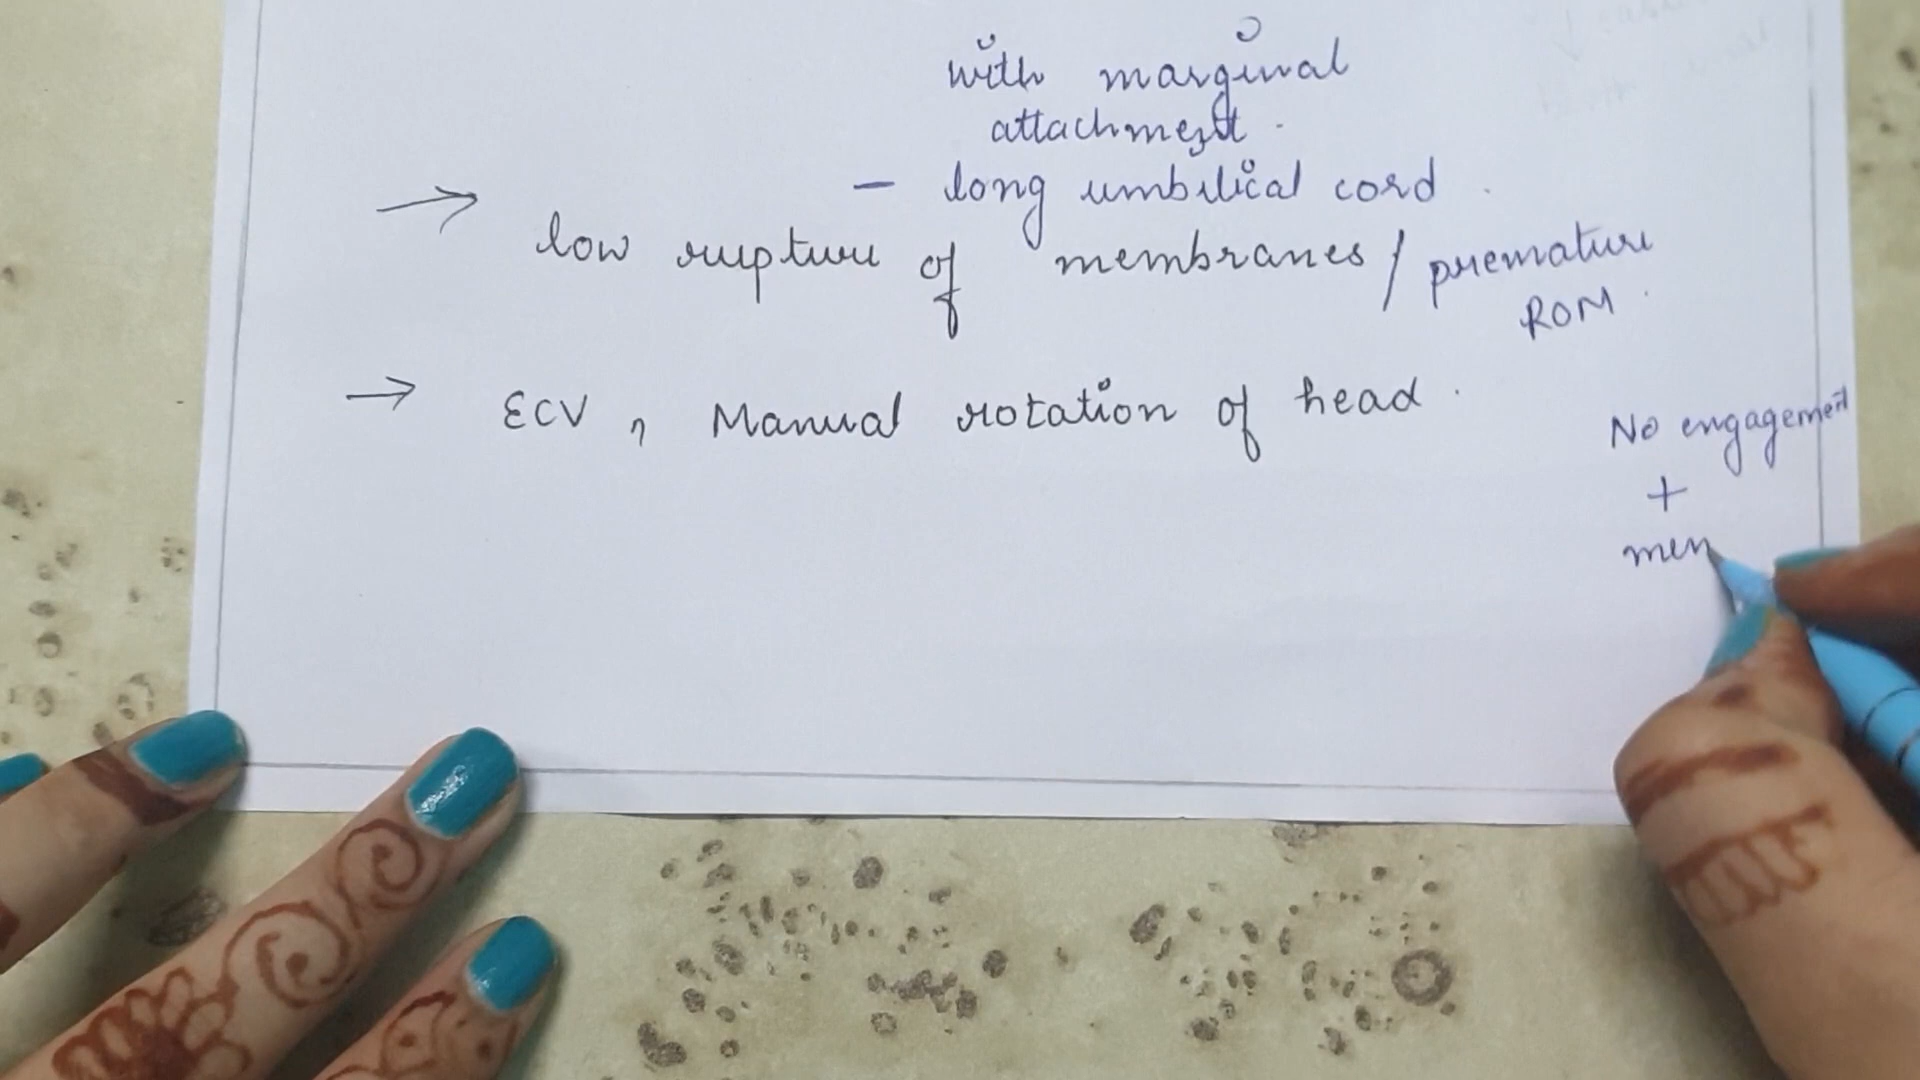 with marginal
attachment.
– long umbilical cord.
→ low rupture of membranes / premature
ROM.
→ ECV, Manual rotation of head.
No engagement
+
mem